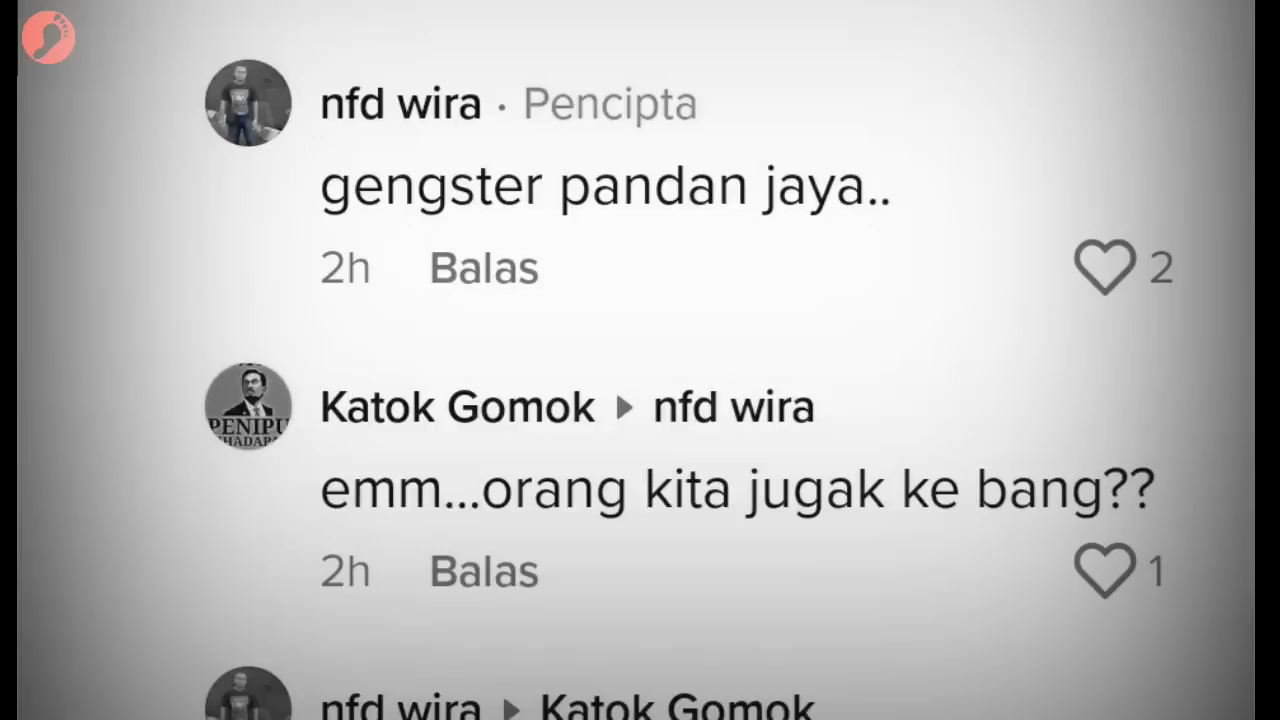 nfd wira · Pencipta
gengster pandan jaya..
2h Balas 2
Katok Gomok ▸ nfd wira
PENIPU
emm...orang kita jugak ke bang??
2h Balas 1
nfd wira ▸ Katok Gomok